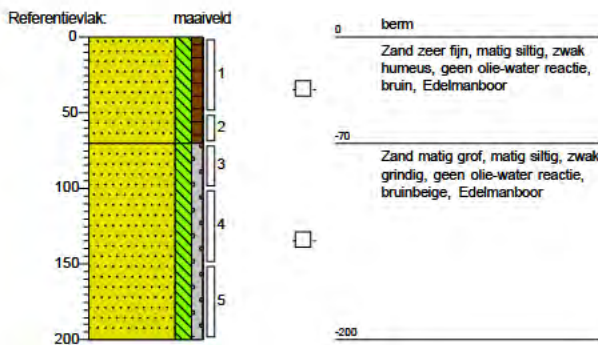 Referentievlak: maaiveld
0
50
100
150
200
1
2
3
4
5
0 berm
Zand zeer fijn, matig siltig, zwak
humeus, geen olie-water reactie,
bruin, Edelmanboor
-70
Zand matig grof, matig siltig, zwak
grindig, geen olie-water reactie,
bruinbeige, Edelmanboor
-200